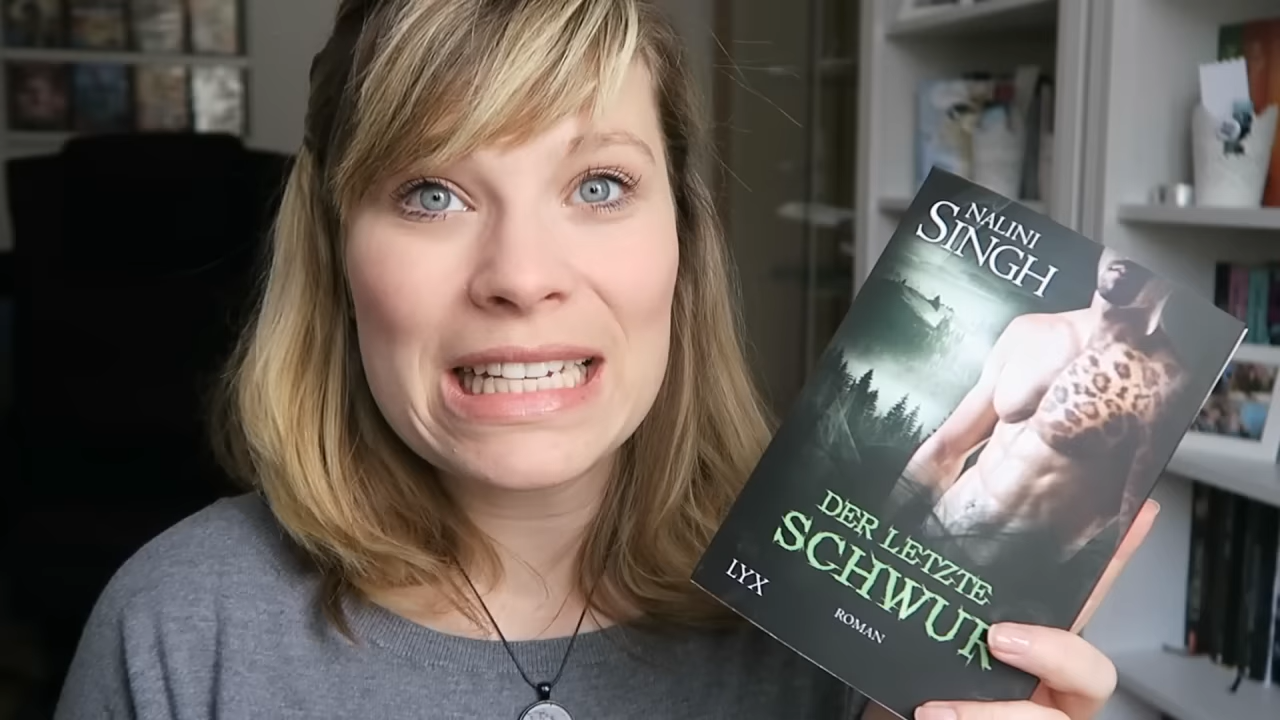 NALINI
SINGH
DER LETZTE
SCHWUR
LYX
ROMAN